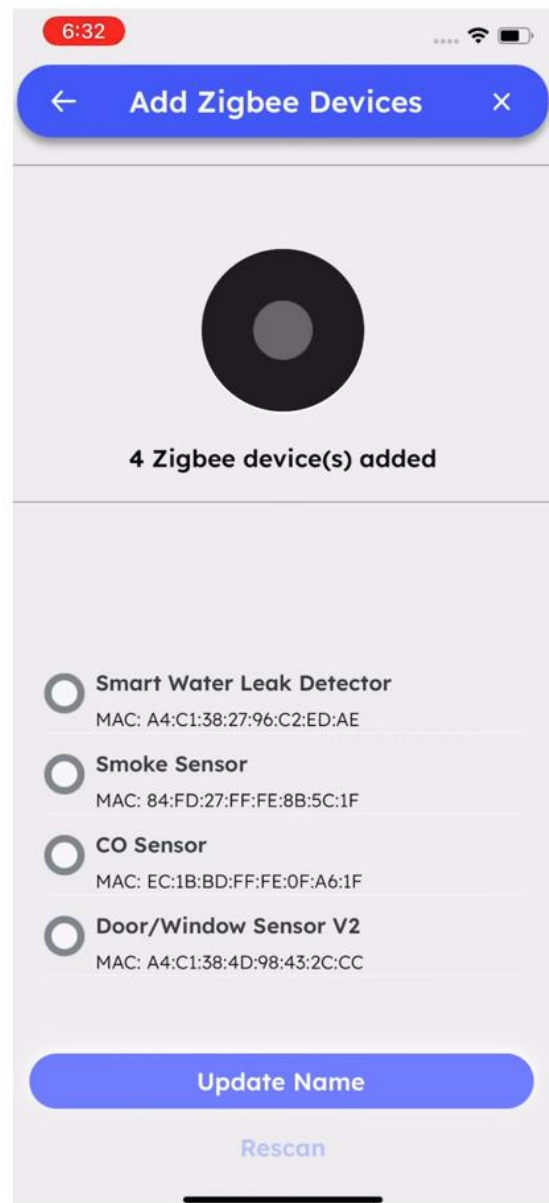 6:32
Add Zigbee Devices
4 Zigbee device(s) added
Smart Water Leak Detector
MAC: A4:C1:38:27:96:C2:ED:AE
Smoke Sensor
MAC: 84:FD:27:FF:FE:8B:5C:1F
CO Sensor
MAC: EC:1B:BD:FF:FE:0F:A6:1F
Door/Window Sensor V2
MAC: A4:C1:38:4D:98:43:2C:CC
Update Name
Rescan